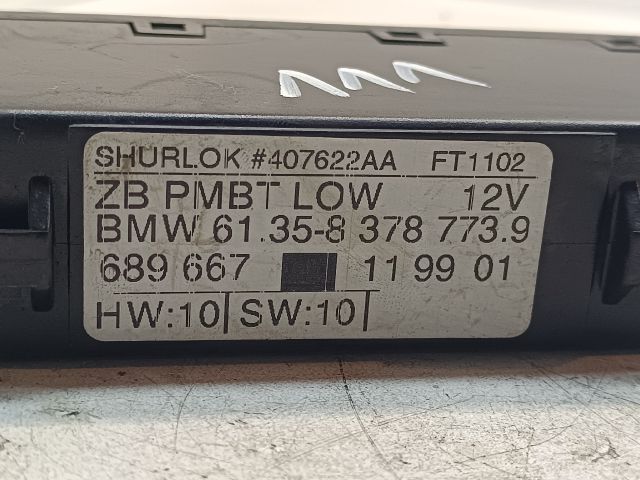 SHURLOK #407622AA FT1102
ZB PMBT LOW 12V
BMW 61.35-8 378 773.9
689 667 11 99 01
HW:10 SW:10